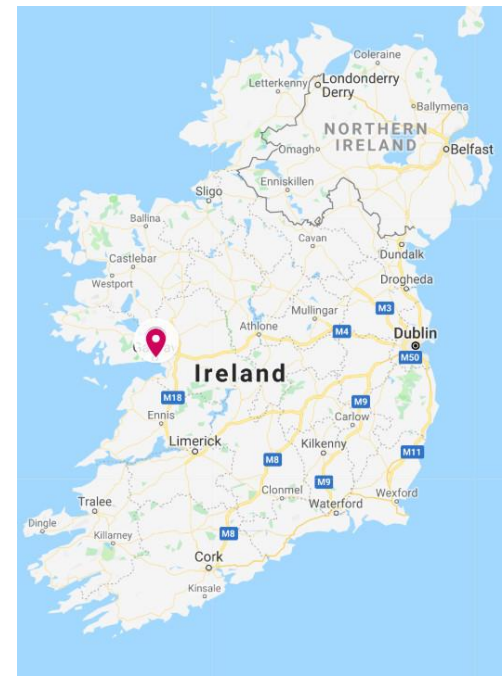 Coleraine
Letterkenny
Londonderry
Derry
Ballymena
NORTHERN
IRELAND
Omagh
Belfast
Enniskillen
Sligo
Ballina
Cavan
Dundalk
Castlebar
Westport
Drogheda
Mullingar
M3
Athlone
M4
Dublin
M50
Ireland
M18
M9
Ennis
Carlow
Limerick
Kilkenny
M11
M8
M9
Clonmel
Wexford
Tralee
Waterford
Dingle
Killarney
M8
Cork
Kinsale